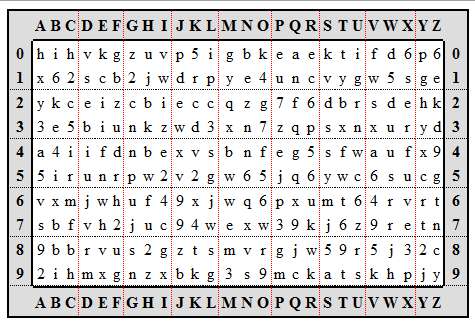 A B C D E F G H I J K L M N O P Q R S T U V W X Y Z
0 h i h v k g z u v p 5 i g b k e a e k t i f d 6 p 6 0
1 x 6 2 s c b 2 j w d r p y e 4 u n c v y g w 5 s g e 1
2 y k c e i z c b i e c c q z g 7 f 6 d b r s d e h k 2
3 3 e 5 b i u n k z w d 3 x n 7 z q p s x n x u r y d 3
4 a 4 i i f d n b e x v s b n f e g 5 s f w a u f x 9 4
5 5 i r u n r p w 2 v 2 g w 6 5 j q 6 y w c 6 s u c g 5
6 v x m j w h u f 4 9 x j w q 6 p x u m t 6 4 r v r t 6
7 s b f v h 2 j u c 9 4 w e x w 3 9 k j 6 z 9 r e t n 7
8 9 b b r v u s 2 g z t s m v r g j w 5 9 r 5 j 3 2 c 8
9 2 i h m x g n z x b k g 3 s 9 m c k a t s k h p j y 9
A B C D E F G H I J K L M N O P Q R S T U V W X Y Z